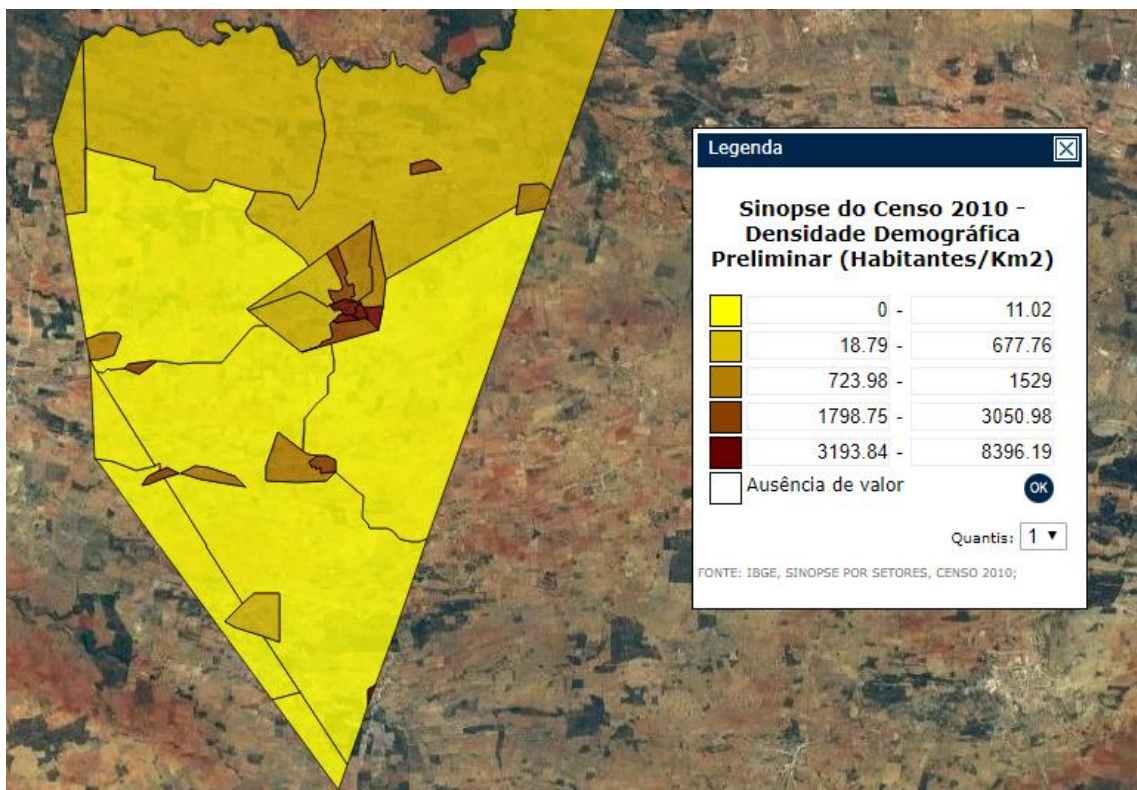 Legenda
Sinopse do Censo 2010 -
Densidade Demográfica
Preliminar (Habitantes/Km2)
0 - 11.02
18.79 - 677.76
723.98 - 1529
1798.75 - 3050.98
3193.84 - 8396.19
Ausência de valor
OK
Quantis: 1
FONTE: IBGE, SINOPSE POR SETORES, CENSO 2010;